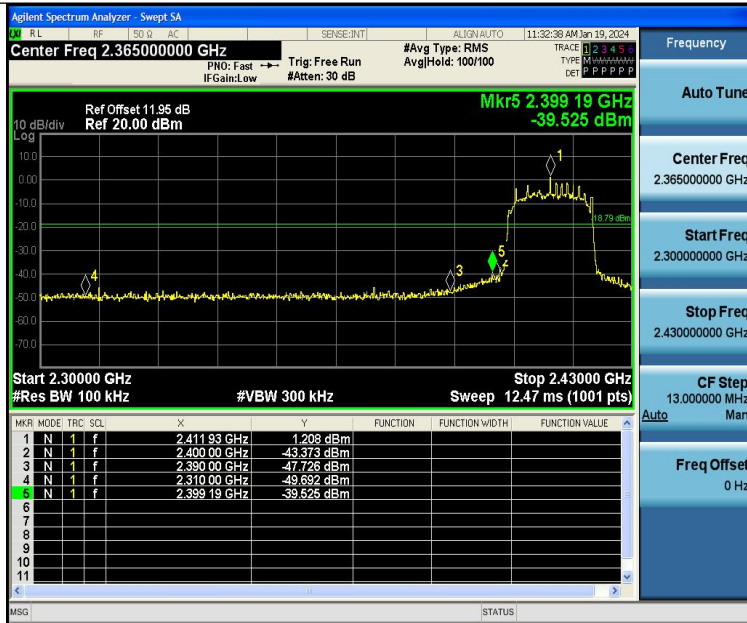 Agilent Spectrum Analyzer - Swept SA
LXI RL RF 50 Ω AC SENSE:INT ALIGN AUTO 11:32:38 AM Jan 19, 2024
Center Freq 2.365000000 GHz
PNO: Fast
IFGain:Low
Trig: Free Run
#Atten: 30 dB
#Avg Type: RMS
Avg|Hold: 100/100
TRACE 1 2 3 4 5 6
TYPE M
DET P P P P P P
Frequency
Auto Tune
Center Freq
2.365000000 GHz
Start Freq
2.300000000 GHz
Stop Freq
2.430000000 GHz
CF Step
13.000000 MHz
Auto Man
Freq Offset
0 Hz
Mkr5 2.399 19 GHz
-39.525 dBm
Ref Offset 11.95 dB
10 dB/div Ref 20.00 dBm
Log
10.0
0.00
-10.0
-20.0
-30.0
-40.0
-50.0
-60.0
-70.0
1
-18.79 dBm
5
2
3
4
Start 2.30000 GHz Stop 2.43000 GHz
#Res BW 100 kHz #VBW 300 kHz Sweep 12.47 ms (1001 pts)
MKR MODE TRC SCL X Y FUNCTION FUNCTION WIDTH FUNCTION VALUE
1 N 1 f 2.411 93 GHz 1.208 dBm
2 N 1 f 2.400 00 GHz -43.373 dBm
3 N 1 f 2.390 00 GHz -47.726 dBm
4 N 1 f 2.310 00 GHz -49.692 dBm
5 N 1 f 2.399 19 GHz -39.525 dBm
6
7
8
9
10
11
MSG STATUS